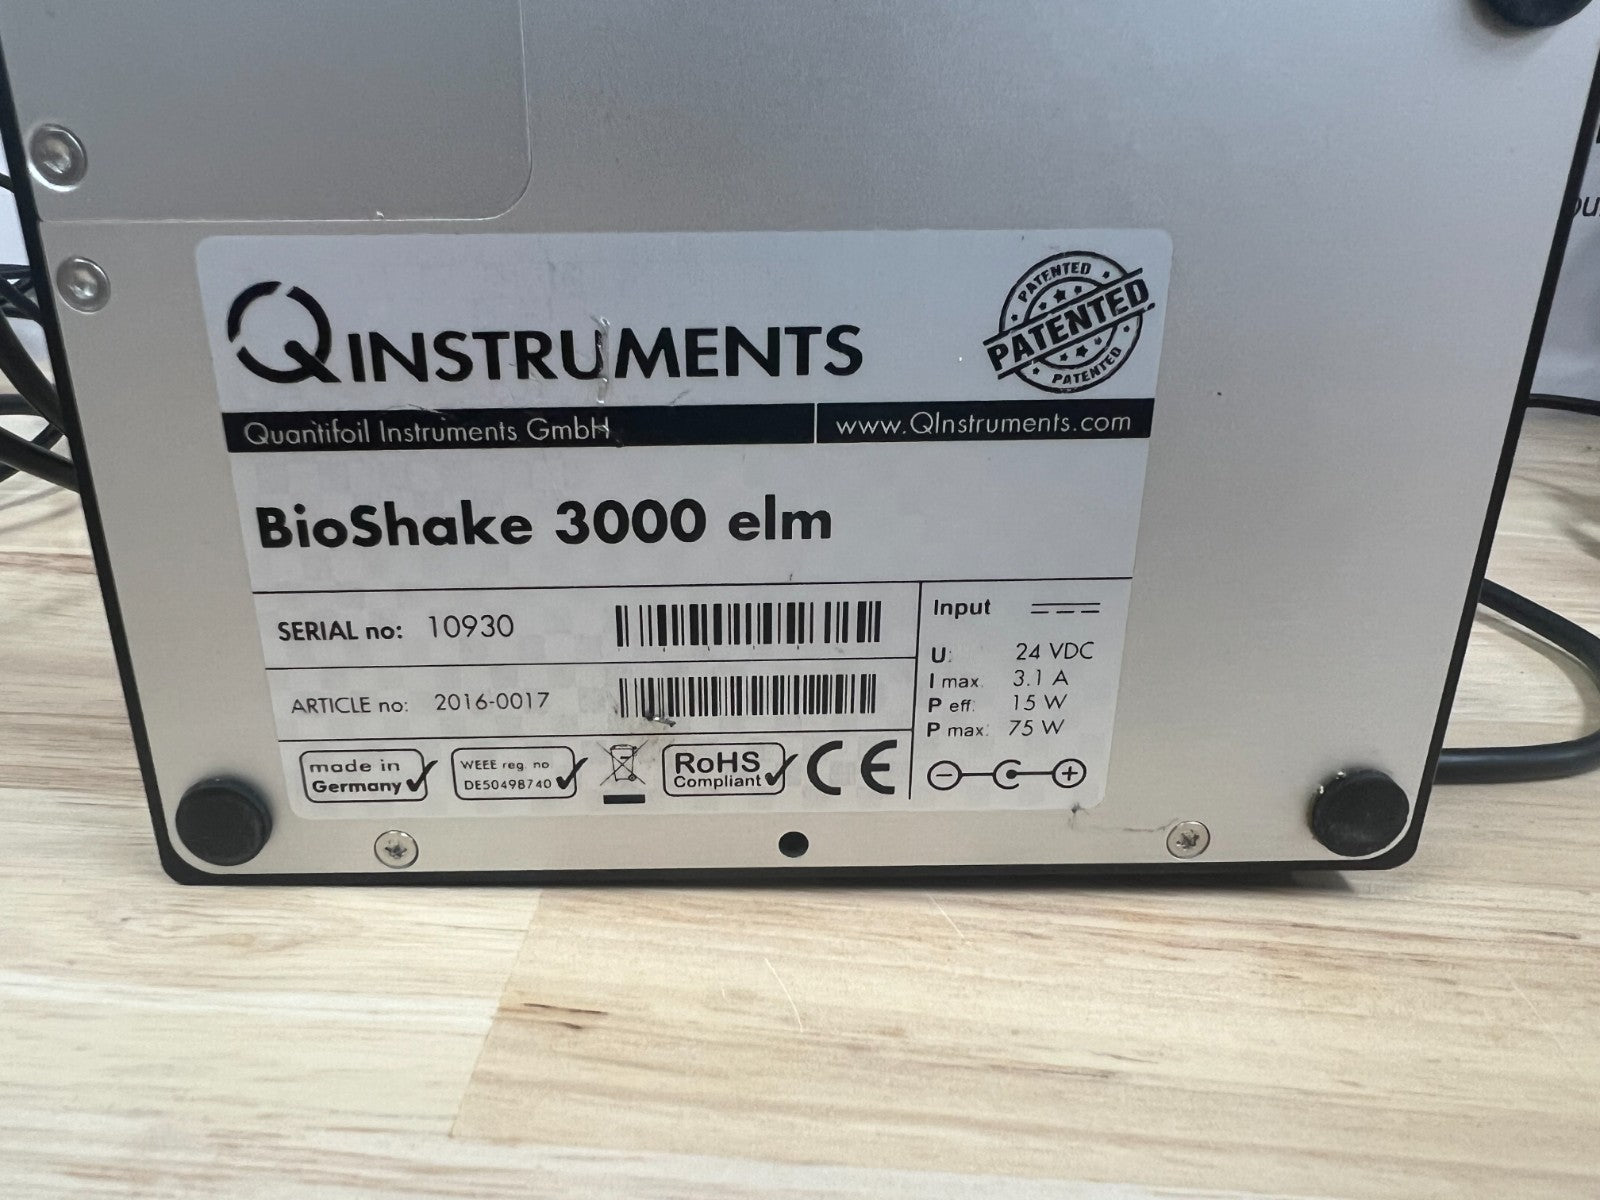 QINSTRUMENTS
PATENTED
PATENTED
PATENTED
Quantifoil Instruments GmbH
www.QInstruments.com
BioShake 3000 elm
SERIAL no: 10930
ARTICLE no: 2016-0017
Input
U: 24 VDC
I max. 3.1 A
P eff. 15 W
P max. 75 W
made in
Germany
WEEE reg. no
DE50498740
RoHS
Compliant
CE